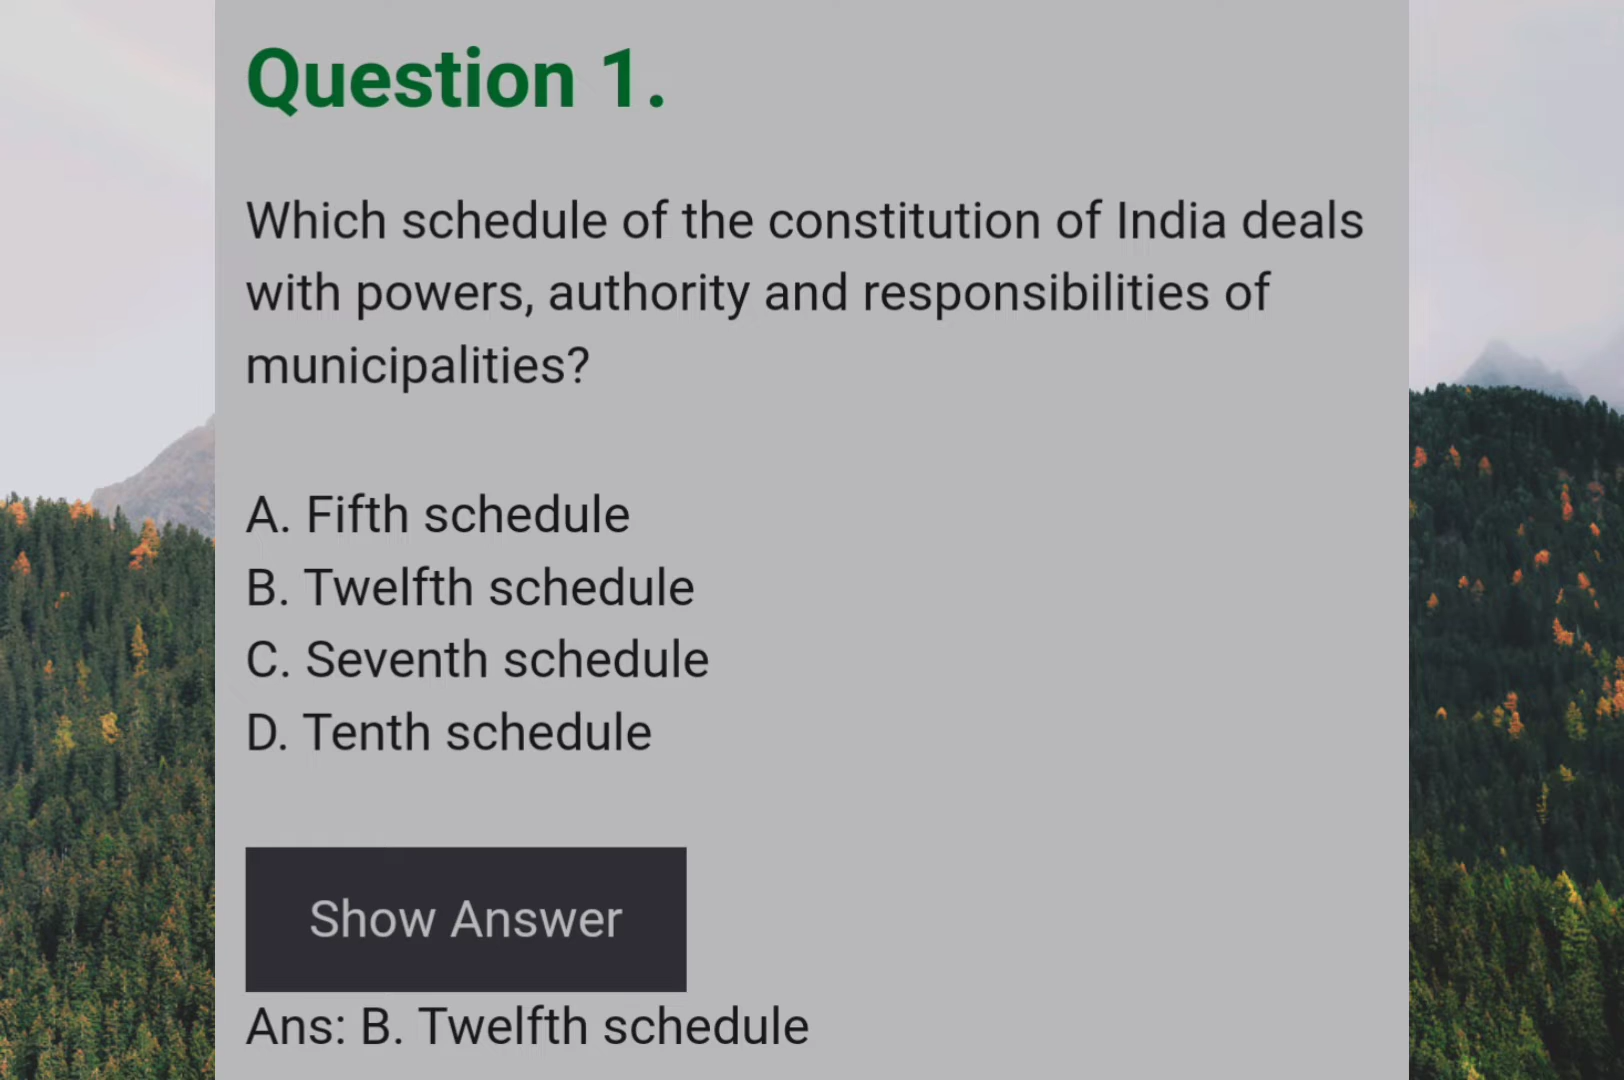 Question 1.
Which schedule of the constitution of India deals
with powers, authority and responsibilities of
municipalities?
A. Fifth schedule
B. Twelfth schedule
C. Seventh schedule
D. Tenth schedule
Show Answer
Ans: B. Twelfth schedule